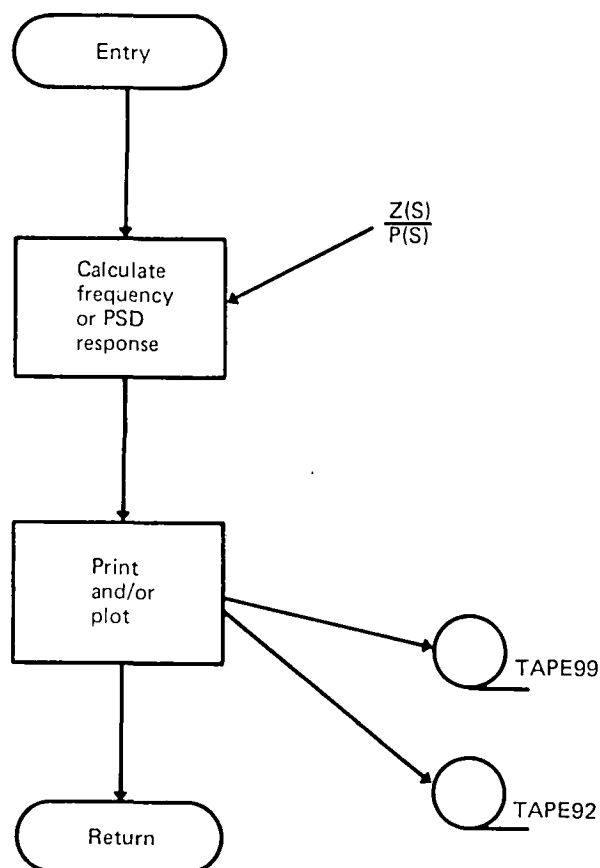 Entry
Z(S)
P(S)
Calculate
frequency
or PSD
response
Print
and/or
plot
TAPE99
TAPE92
Return